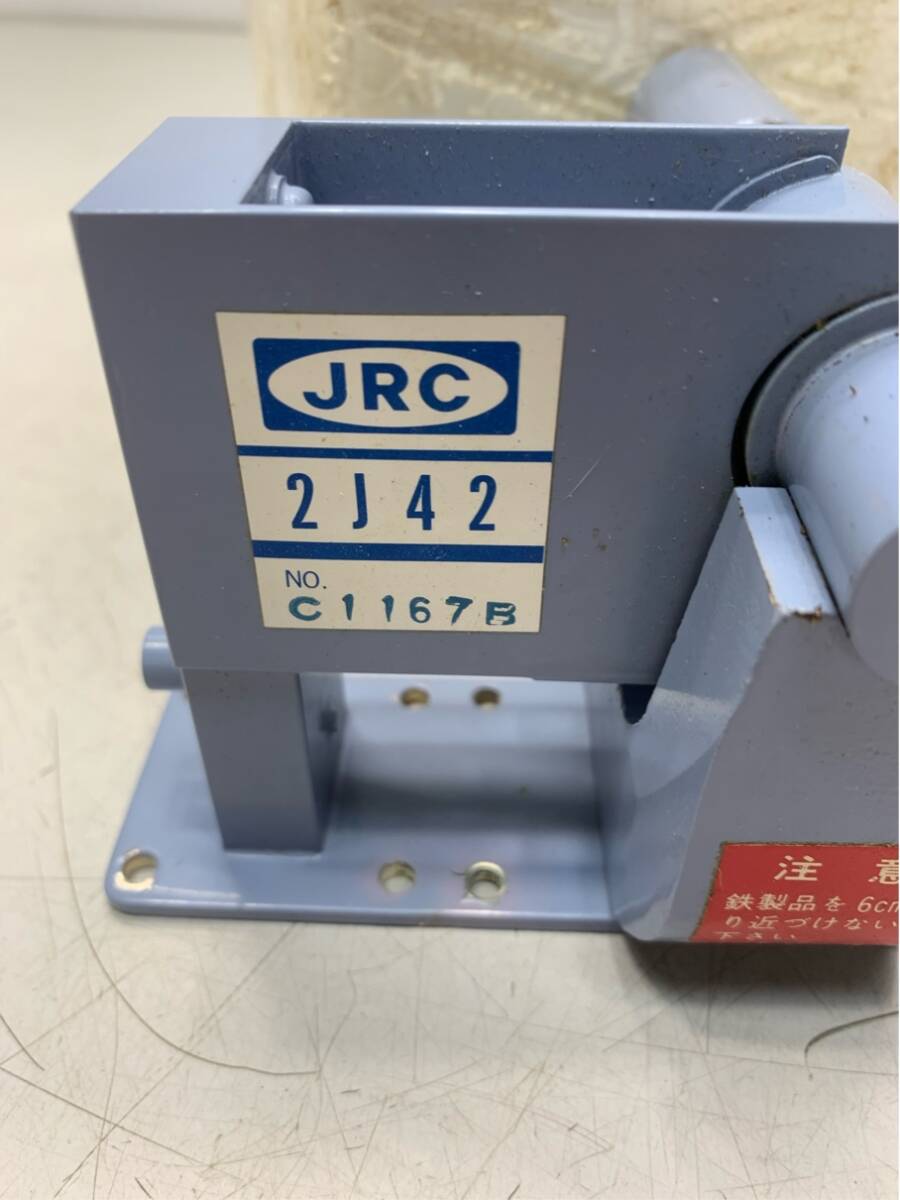 JRC
2J42
NO.
C1167B
注意
鉄製品を6cm
り近づけない
下さい